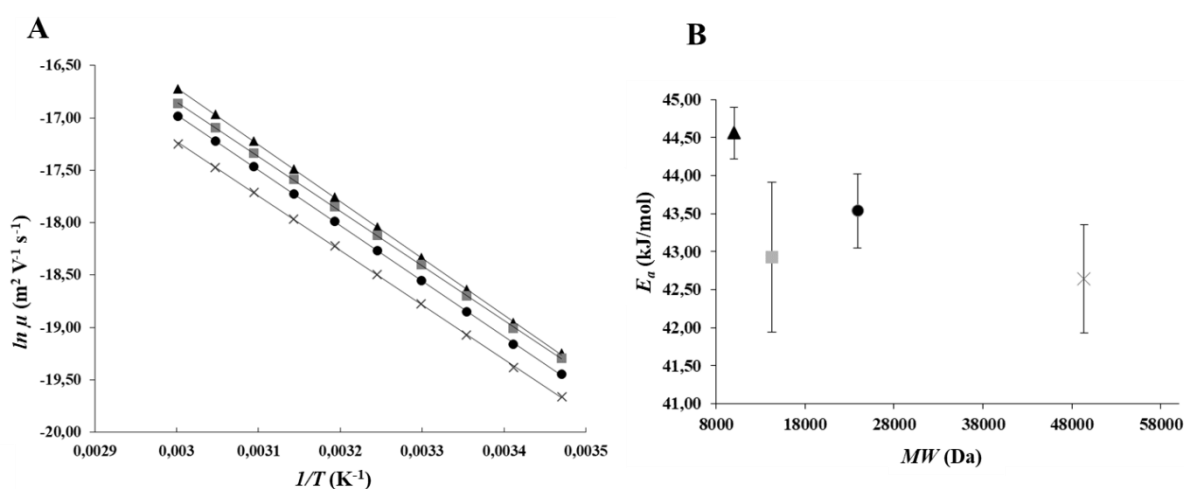 A
-16,50
-17,00
-17,50
-18,00
-18,50
-19,00
-19,50
-20,00
ln μ (m² V⁻¹ s⁻¹)
0,0029 0,003 0,0031 0,0032 0,0033 0,0034 0,0035
1/T (K⁻¹)
B
45,00
44,50
44,00
43,50
43,00
42,50
42,00
41,50
41,00
Eₐ (kJ/mol)
8000 18000 28000 38000 48000 58000
MW (Da)